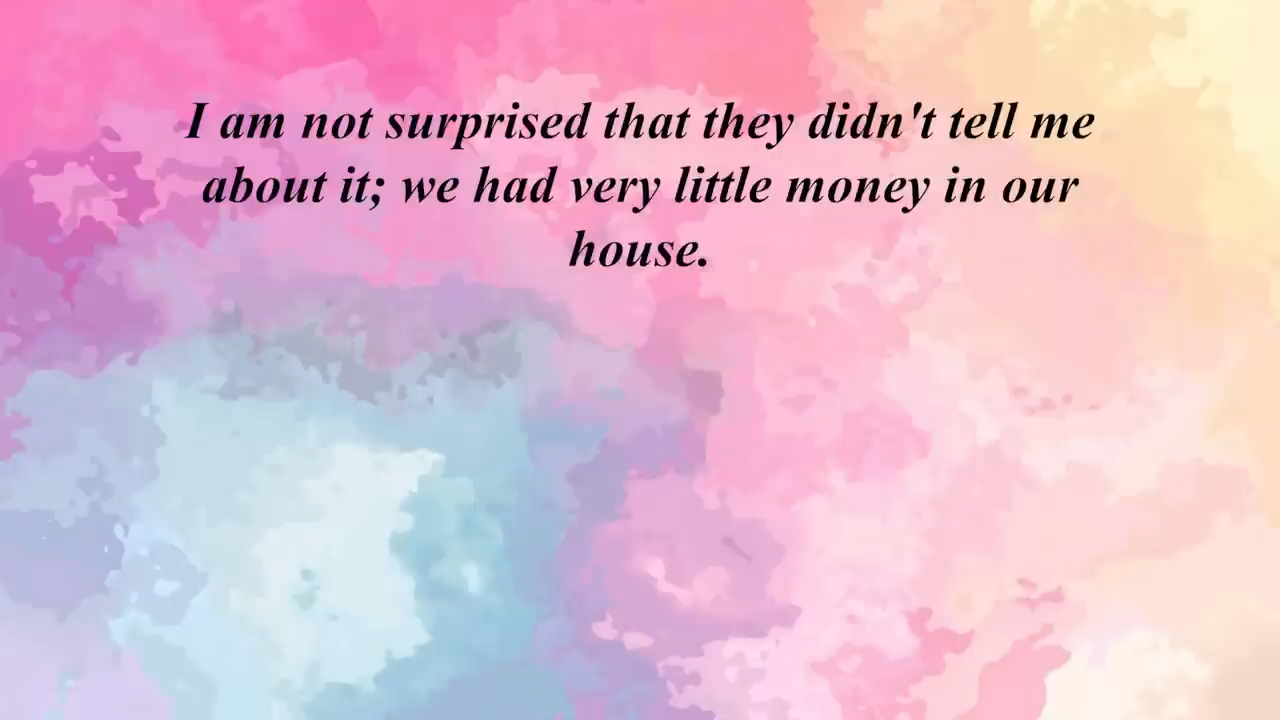 I am not surprised that they didn't tell me
about it; we had very little money in our
house.